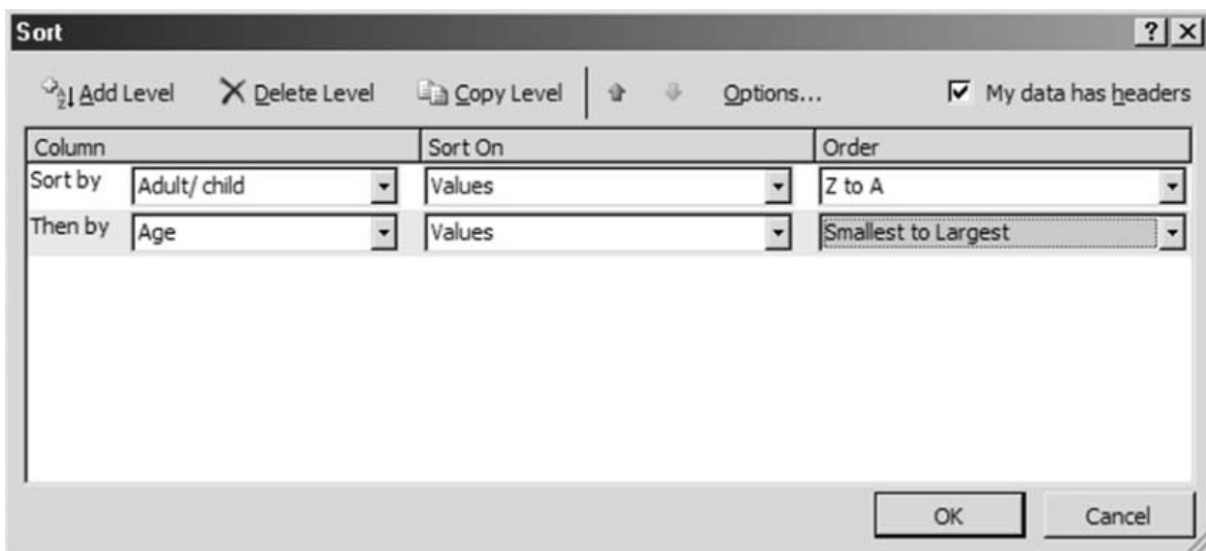 Sort
Add Level Delete Level Copy Level Options... My data has headers
Column Sort On Order
Sort by Adult/ child Values Z to A
Then by Age Values Smallest to Largest
OK Cancel